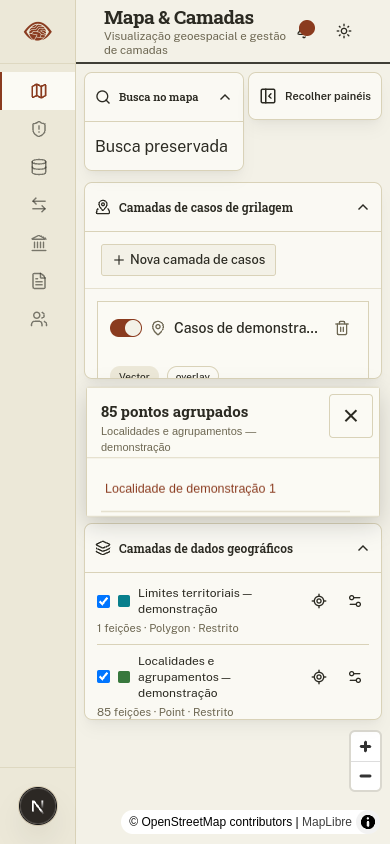 Mapa & Camadas
Visualização geoespacial e gestão
de camadas
Busca no mapa
Recolher painéis
Busca preservada
Camadas de casos de grilagem
+ Nova camada de casos
Casos de demonstra...
Vector
overlay
85 pontos agrupados
Localidades e agrupamentos —
demonstração
Localidade de demonstração 1
Camadas de dados geográficos
Limites territoriais —
demonstração
1 feições · Polygon · Restrito
Localidades e
agrupamentos —
demonstração
85 feições · Point · Restrito
N
© OpenStreetMap contributors | MapLibre